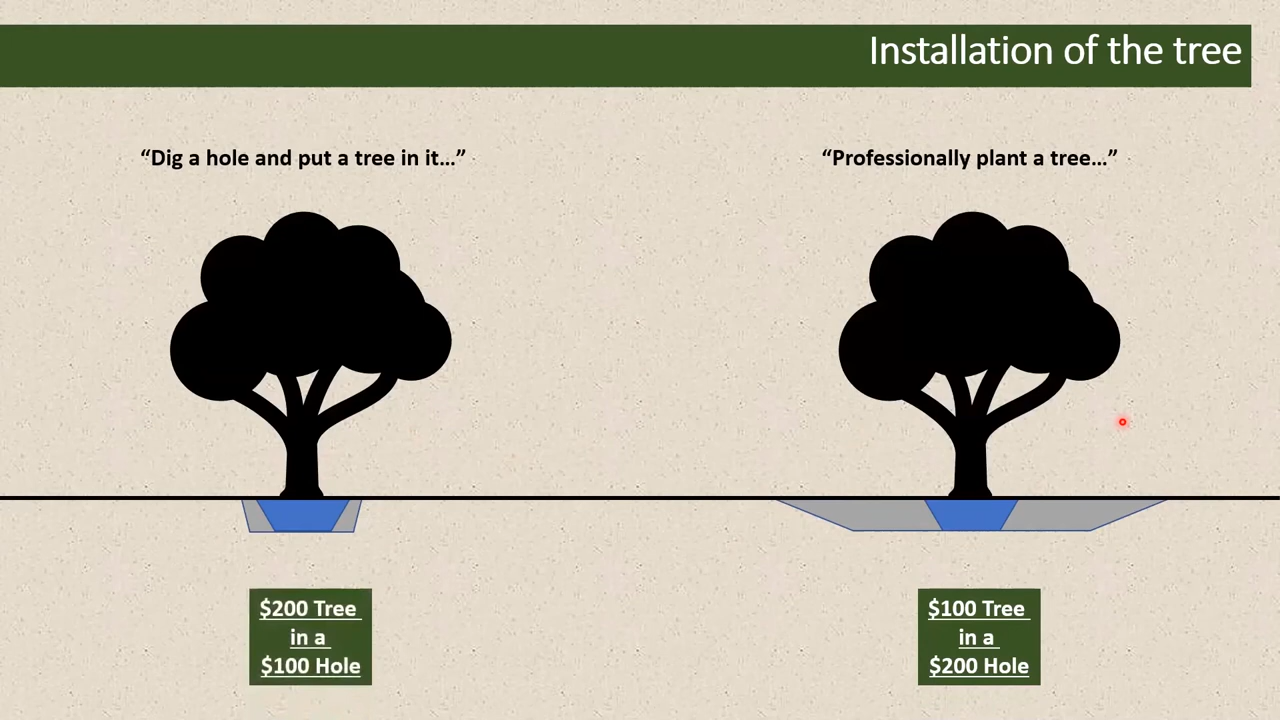 Installation of the tree
“Dig a hole and put a tree in it…”
“Professionally plant a tree…”
$200 Tree
in a
$100 Hole
$100 Tree
in a
$200 Hole